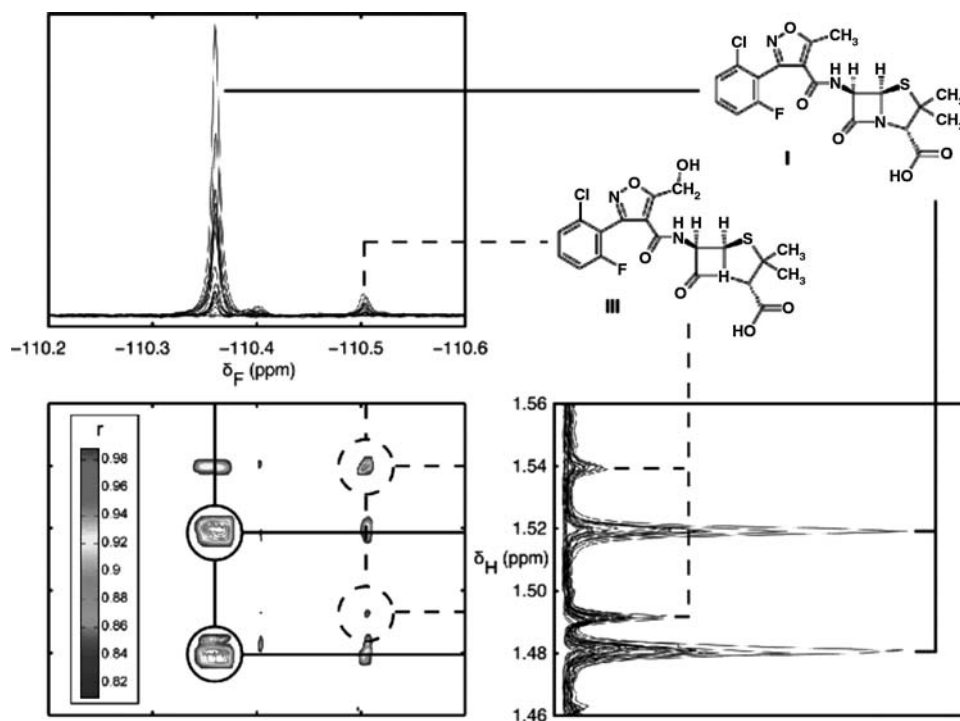 Cl
N
O
CH₃
F
O
N
H
H
H
S
CH₃
CH₃
O
N
HO
O
I
OH
CH₂
Cl
N
O
F
O
N
H
H
H
S
CH₃
CH₃
O
H
HO
O
III
−110.2 −110.3 −110.4 −110.5 −110.6
δF (ppm)
r
0.98
0.96
0.94
0.92
0.9
0.88
0.86
0.84
0.82
1.56
1.54
1.52
δH (ppm)
1.50
1.48
1.46